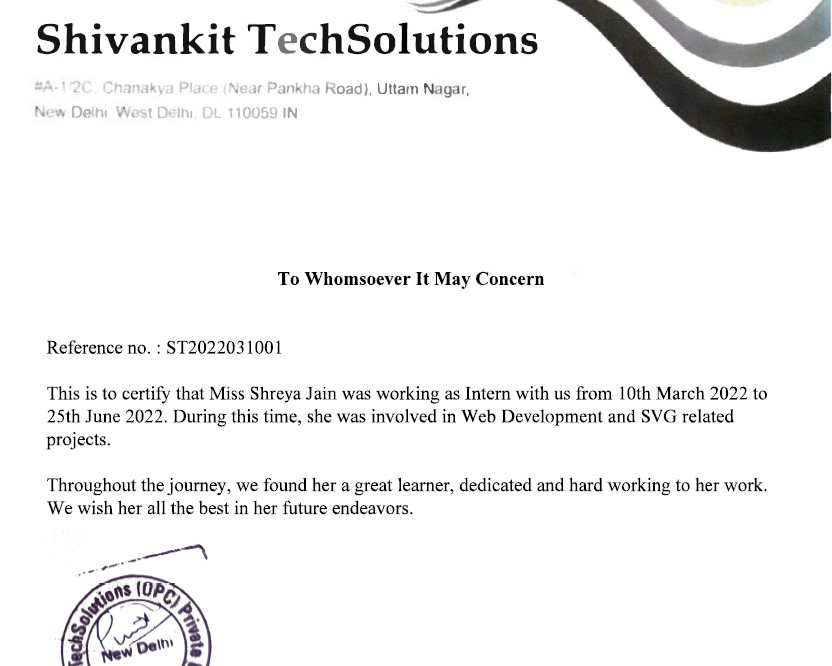 Shivankit TechSolutions
#A-1/2C, Chanakya Place (Near Pankha Road), Uttam Nagar,
New Delhi, West Delhi, DL 110059 IN
To Whomsoever It May Concern
Reference no. : ST2022031001
This is to certify that Miss Shreya Jain was working as Intern with us from 10th March 2022 to
25th June 2022. During this time, she was involved in Web Development and SVG related
projects.
Throughout the journey, we found her a great learner, dedicated and hard working to her work.
We wish her all the best in her future endeavors.
TechSolutions (OPC) Private
New Delhi